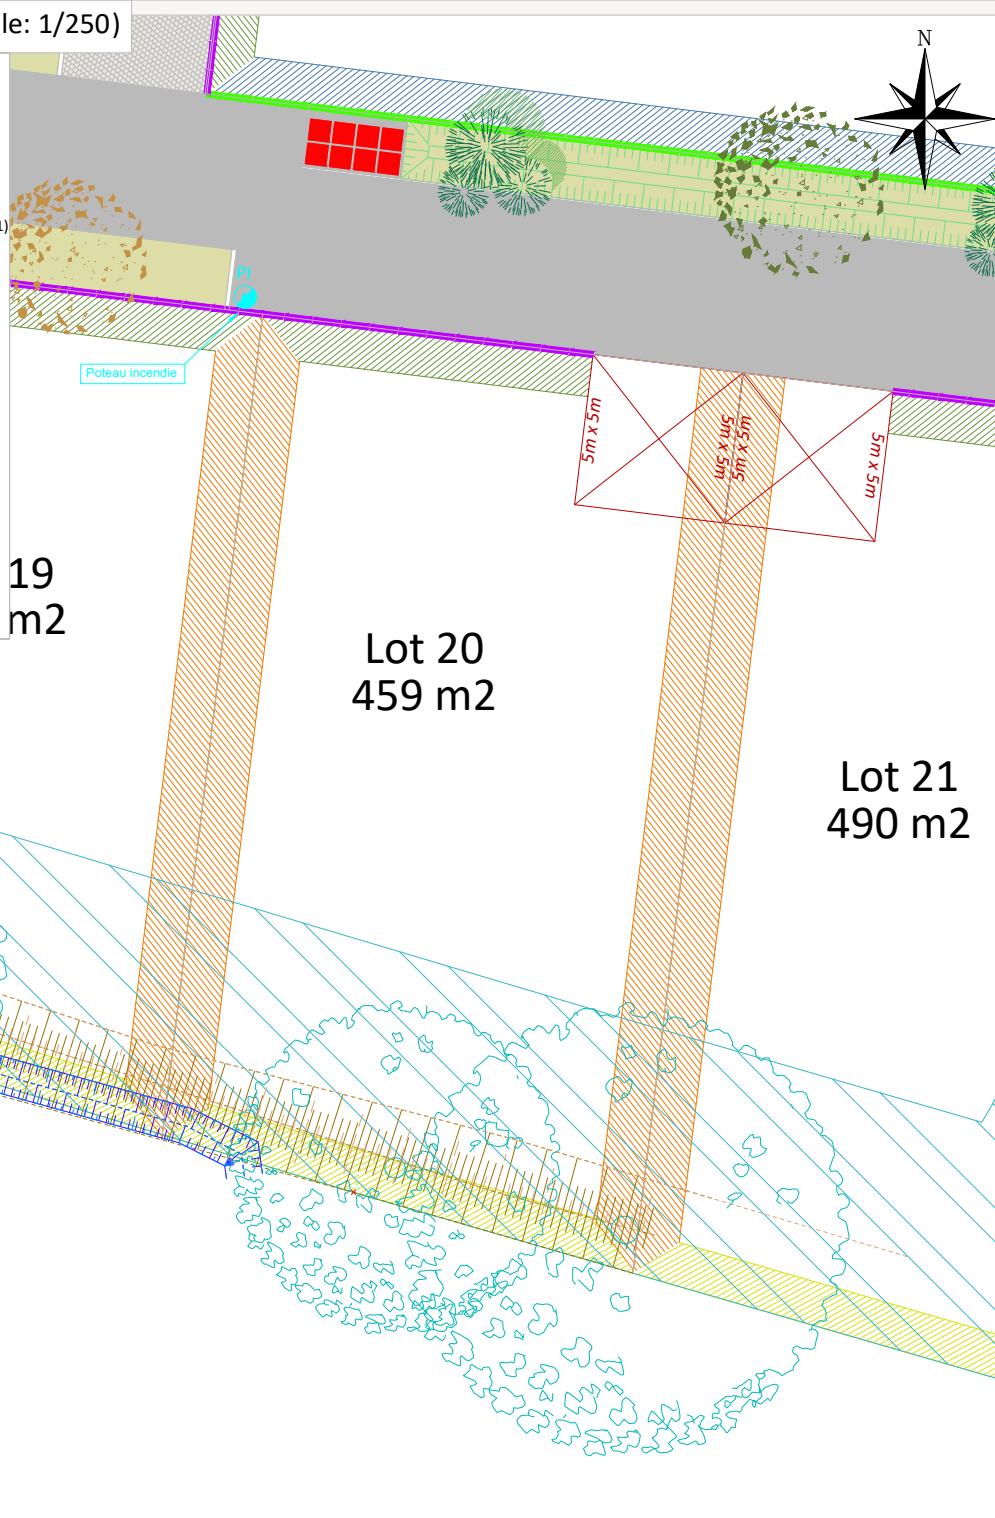 le: 1/250)
N
1)
PI
Poteau incendie
5m x 5m
5m x 5m
5m x 5m
5m x 5m
19
m2
Lot 20
459 m2
Lot 21
490 m2